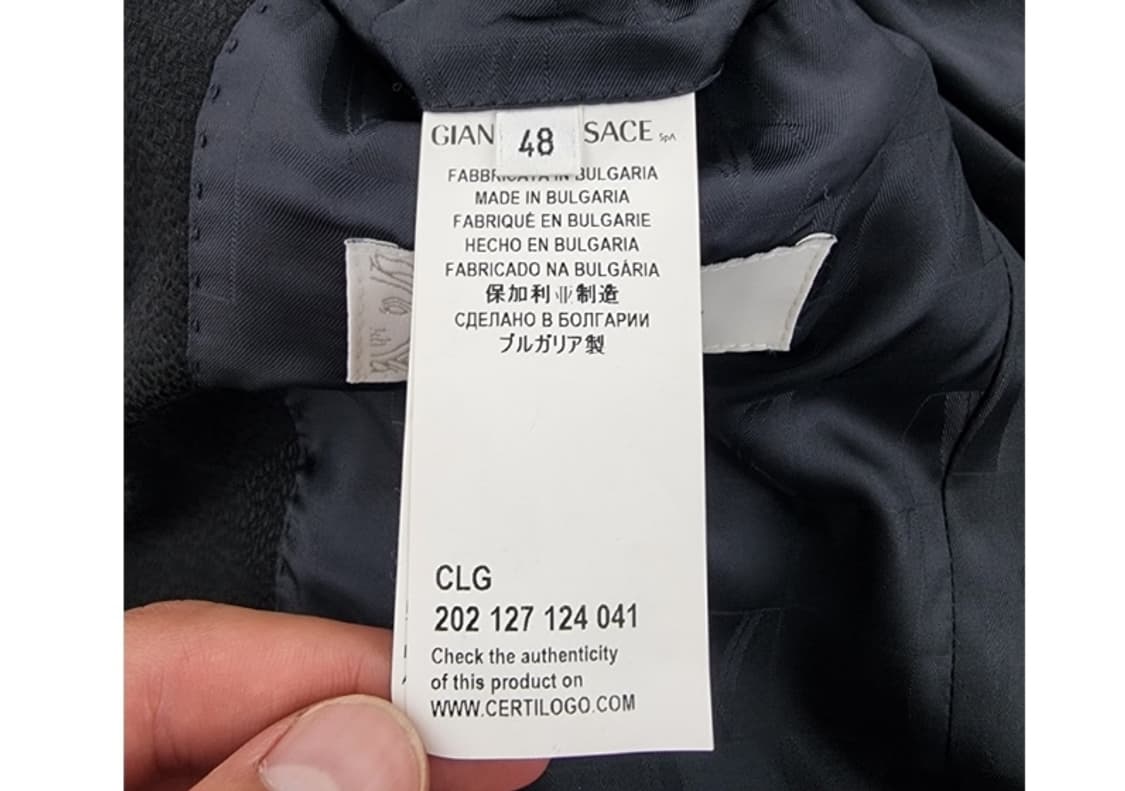 GIAN SACE SpA
48
FABBRICATA IN BULGARIA
MADE IN BULGARIA
FABRIQUÉ EN BULGARIE
HECHO EN BULGARIA
FABRICADO NA BULGÁRIA
保加利亚制造
СДЕЛАНО В БОЛГАРИИ
ブルガリア製
CLG
202 127 124 041
Check the authenticity
of this product on
WWW.CERTILOGO.COM